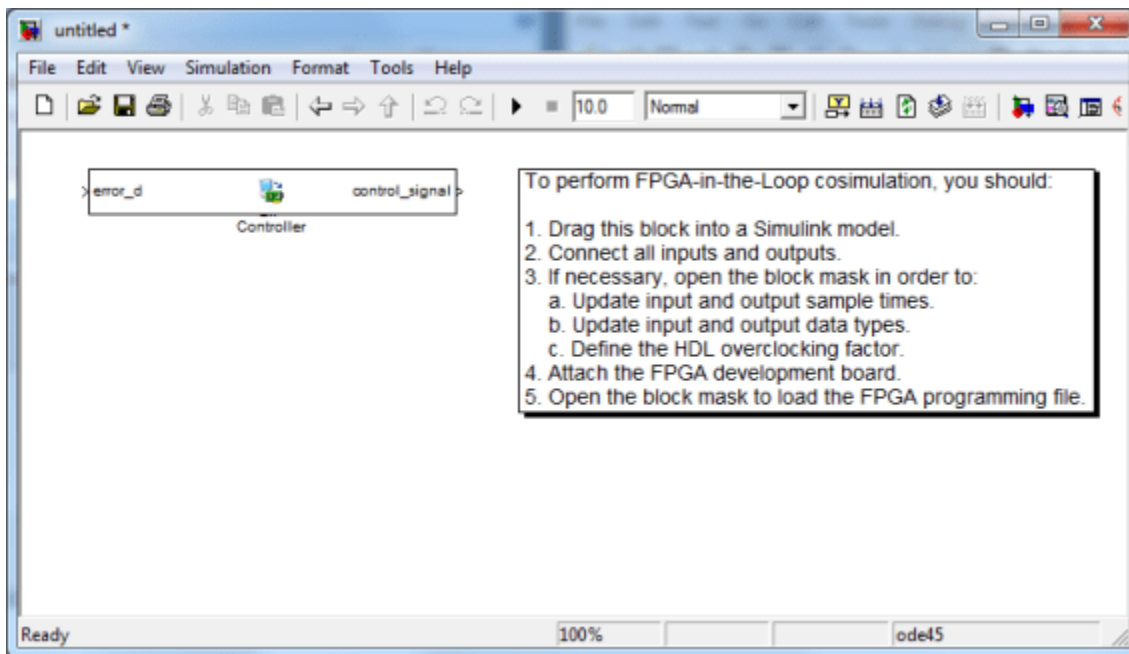 untitled *
File Edit View Simulation Format Tools Help
10.0 Normal
error_d control_signal
Controller
To perform FPGA-in-the-Loop cosimulation, you should:
1. Drag this block into a Simulink model.
2. Connect all inputs and outputs.
3. If necessary, open the block mask in order to:
a. Update input and output sample times.
b. Update input and output data types.
c. Define the HDL overclocking factor.
4. Attach the FPGA development board.
5. Open the block mask to load the FPGA programming file.
Ready 100% ode45